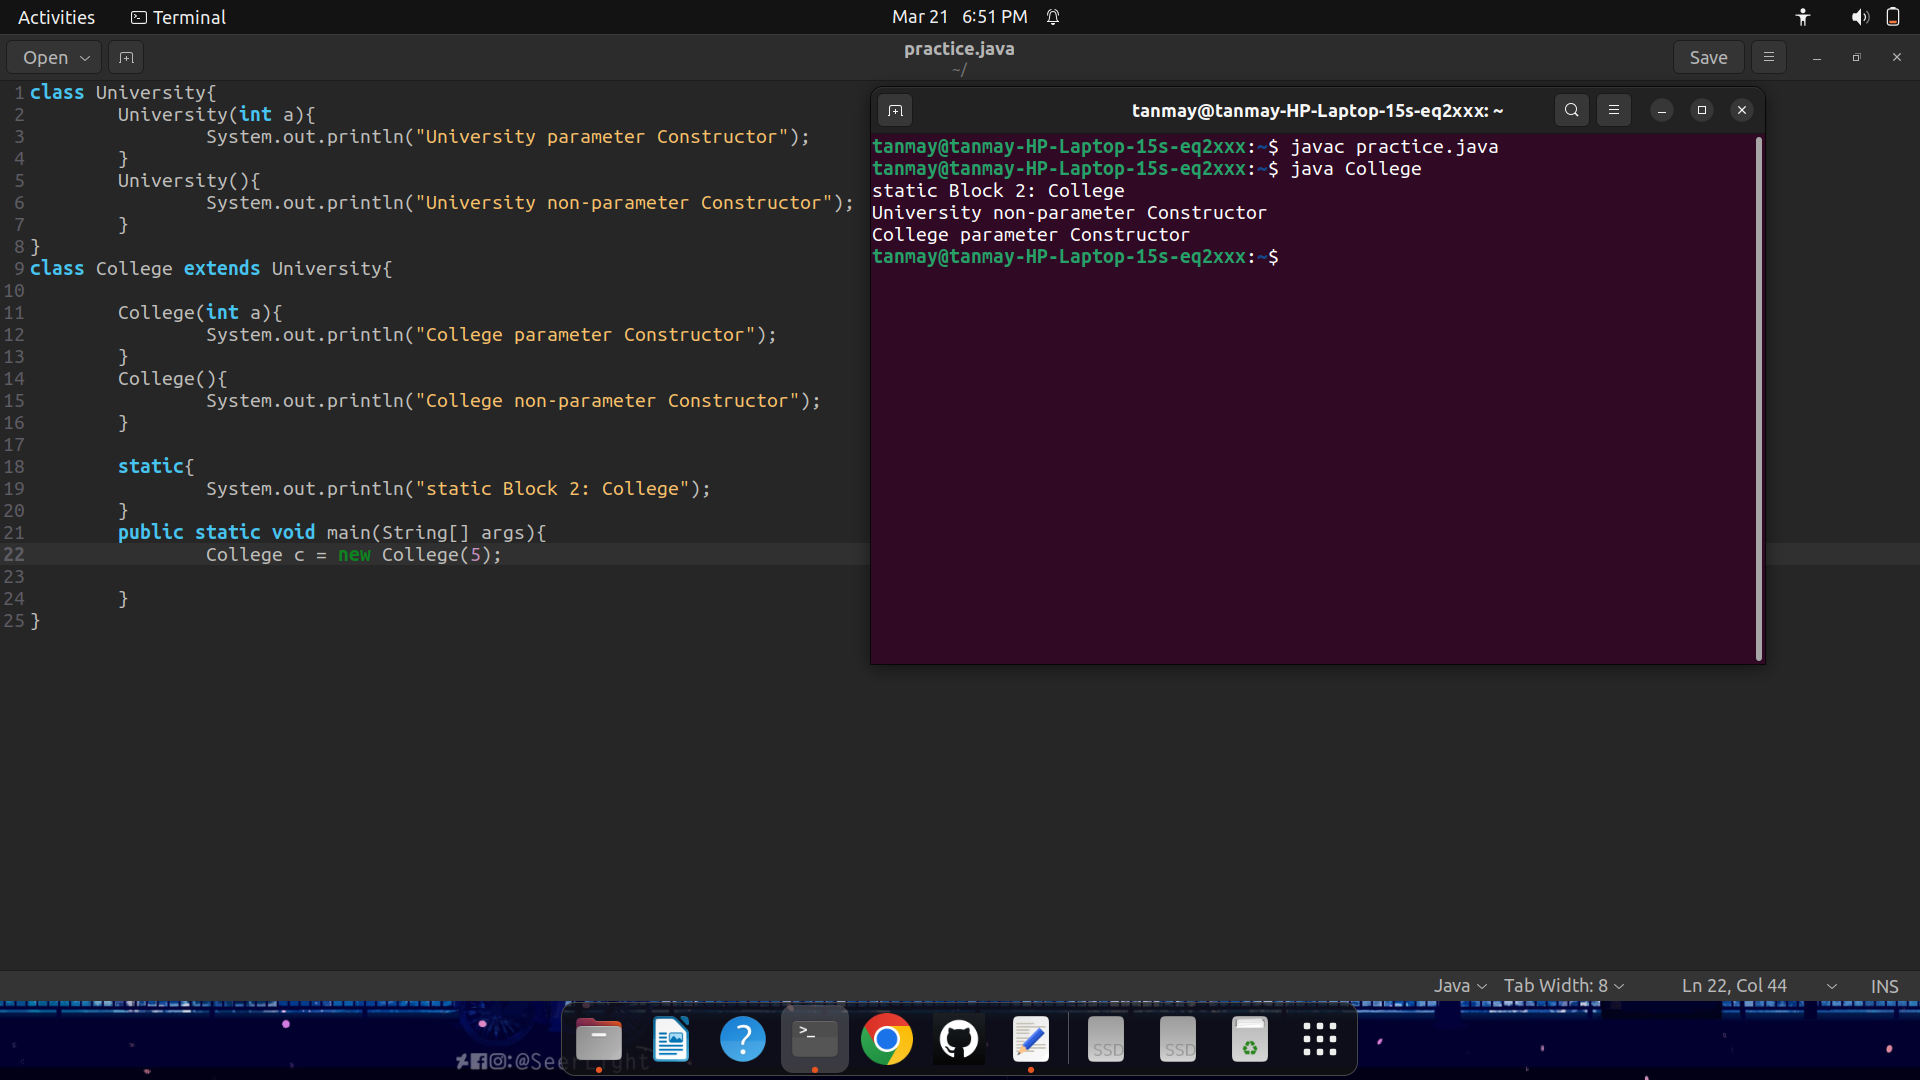 Activities Terminal Mar 21 6:51 PM
Open practice.java Save
~/
1 class University{
2 University(int a){
3 System.out.println("University parameter Constructor");
4 }
5 University(){
6 System.out.println("University non-parameter Constructor");
7 }
8 }
9 class College extends University{
10
11 College(int a){
12 System.out.println("College parameter Constructor");
13 }
14 College(){
15 System.out.println("College non-parameter Constructor");
16 }
17
18 static{
19 System.out.println("static Block 2: College");
20 }
21 public static void main(String[] args){
22 College c = new College(5);
23
24 }
25 }
tanmay@tanmay-HP-Laptop-15s-eq2xxx: ~
tanmay@tanmay-HP-Laptop-15s-eq2xxx:~$ javac practice.java
tanmay@tanmay-HP-Laptop-15s-eq2xxx:~$ java College
static Block 2: College
University non-parameter Constructor
College parameter Constructor
tanmay@tanmay-HP-Laptop-15s-eq2xxx:~$
Java Tab Width: 8 Ln 22, Col 44 INS
SSD SSD